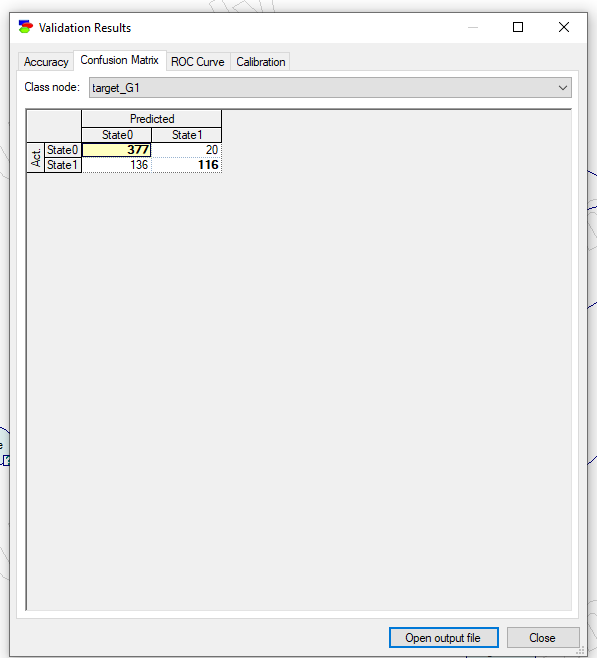 Validation Results
Accuracy Confusion Matrix ROC Curve Calibration
Class node: target_G1
Predicted
State0 State1
Act. State0 377 20
State1 136 116
Open output file Close